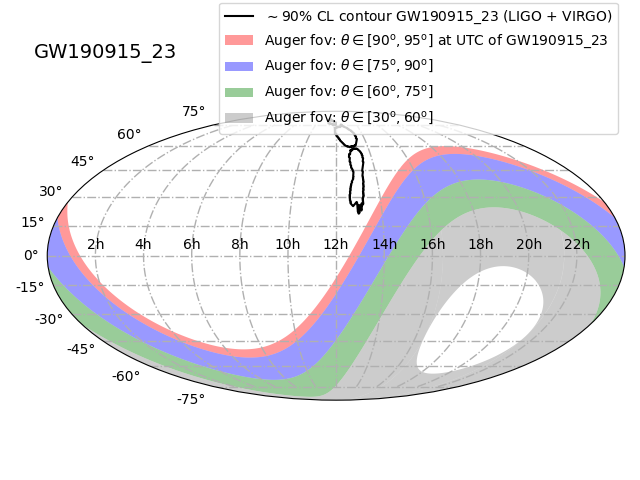 ∼90% CL contour GW190915_23 (LIGO + VIRGO)
Auger fov: θ ∈ [90°, 95°] at UTC of GW190915_23
Auger fov: θ ∈ [75°, 90°]
Auger fov: θ ∈ [60°, 75°]
Auger fov: θ ∈ [30°, 60°]
GW190915_23
75°
60°
45°
30°
15°
0°
-15°
-30°
-45°
-60°
-75°
2h 4h 6h 8h 10h 12h 14h 16h 18h 20h 22h